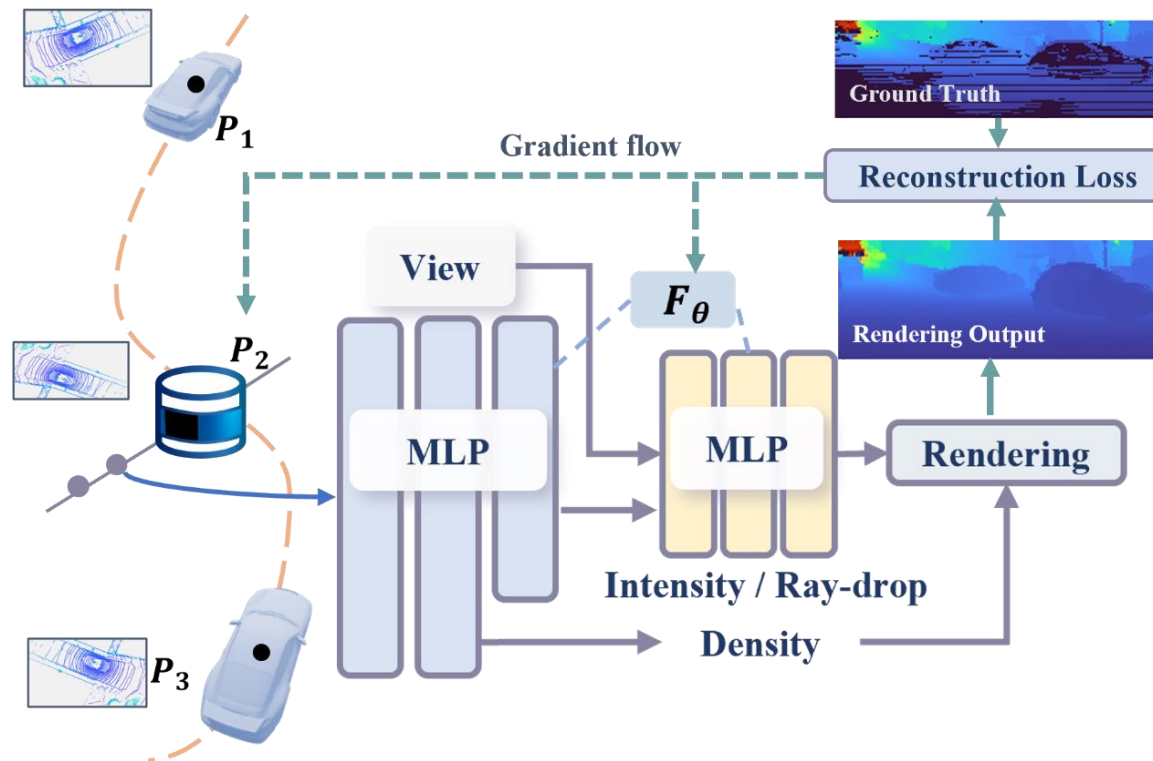 P1
Ground Truth
Gradient flow
Reconstruction Loss
View
Fθ
P2
Rendering Output
MLP
MLP
Rendering
Intensity / Ray-drop
Density
P3